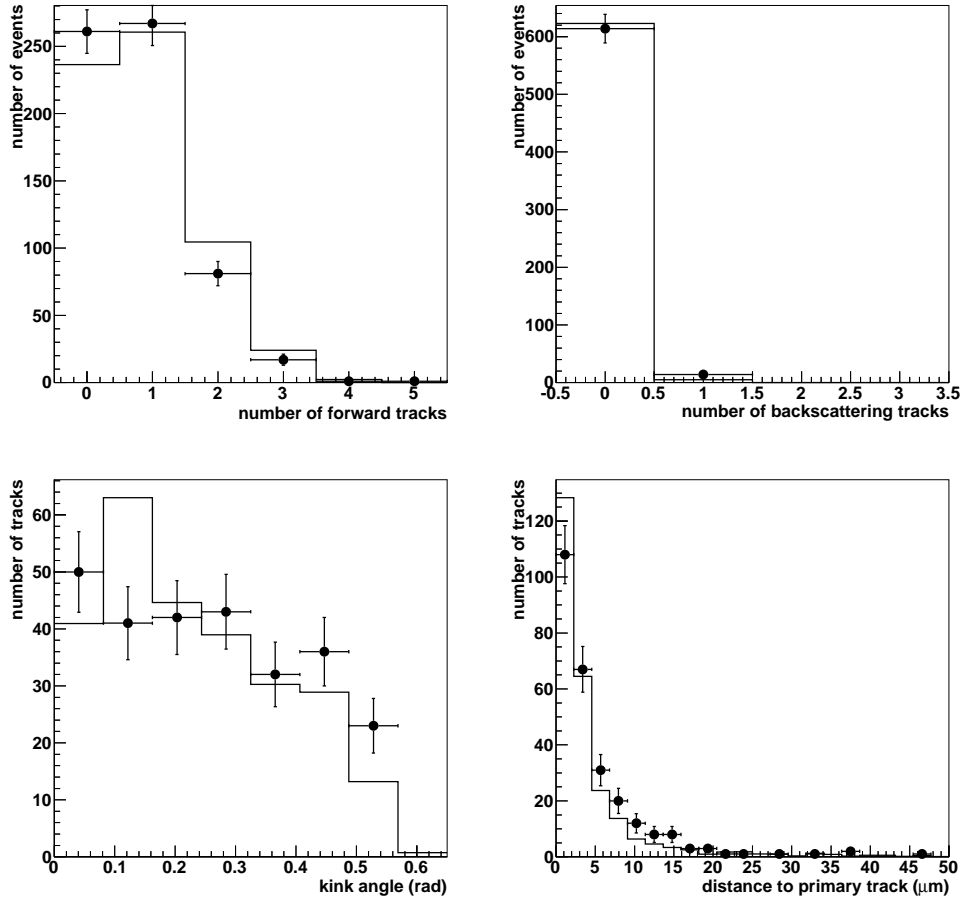 number of events
250
200
150
100
50
0
0 1 2 3 4 5
number of forward tracks
number of events
600
500
400
300
200
100
0
-0.5 0 0.5 1 1.5 2 2.5 3 3.5
number of backscattering tracks
number of tracks
60
50
40
30
20
10
0
0 0.1 0.2 0.3 0.4 0.5 0.6
kink angle (rad)
number of tracks
120
100
80
60
40
20
0
0 5 10 15 20 25 30 35 40 45 50
distance to primary track (μm)